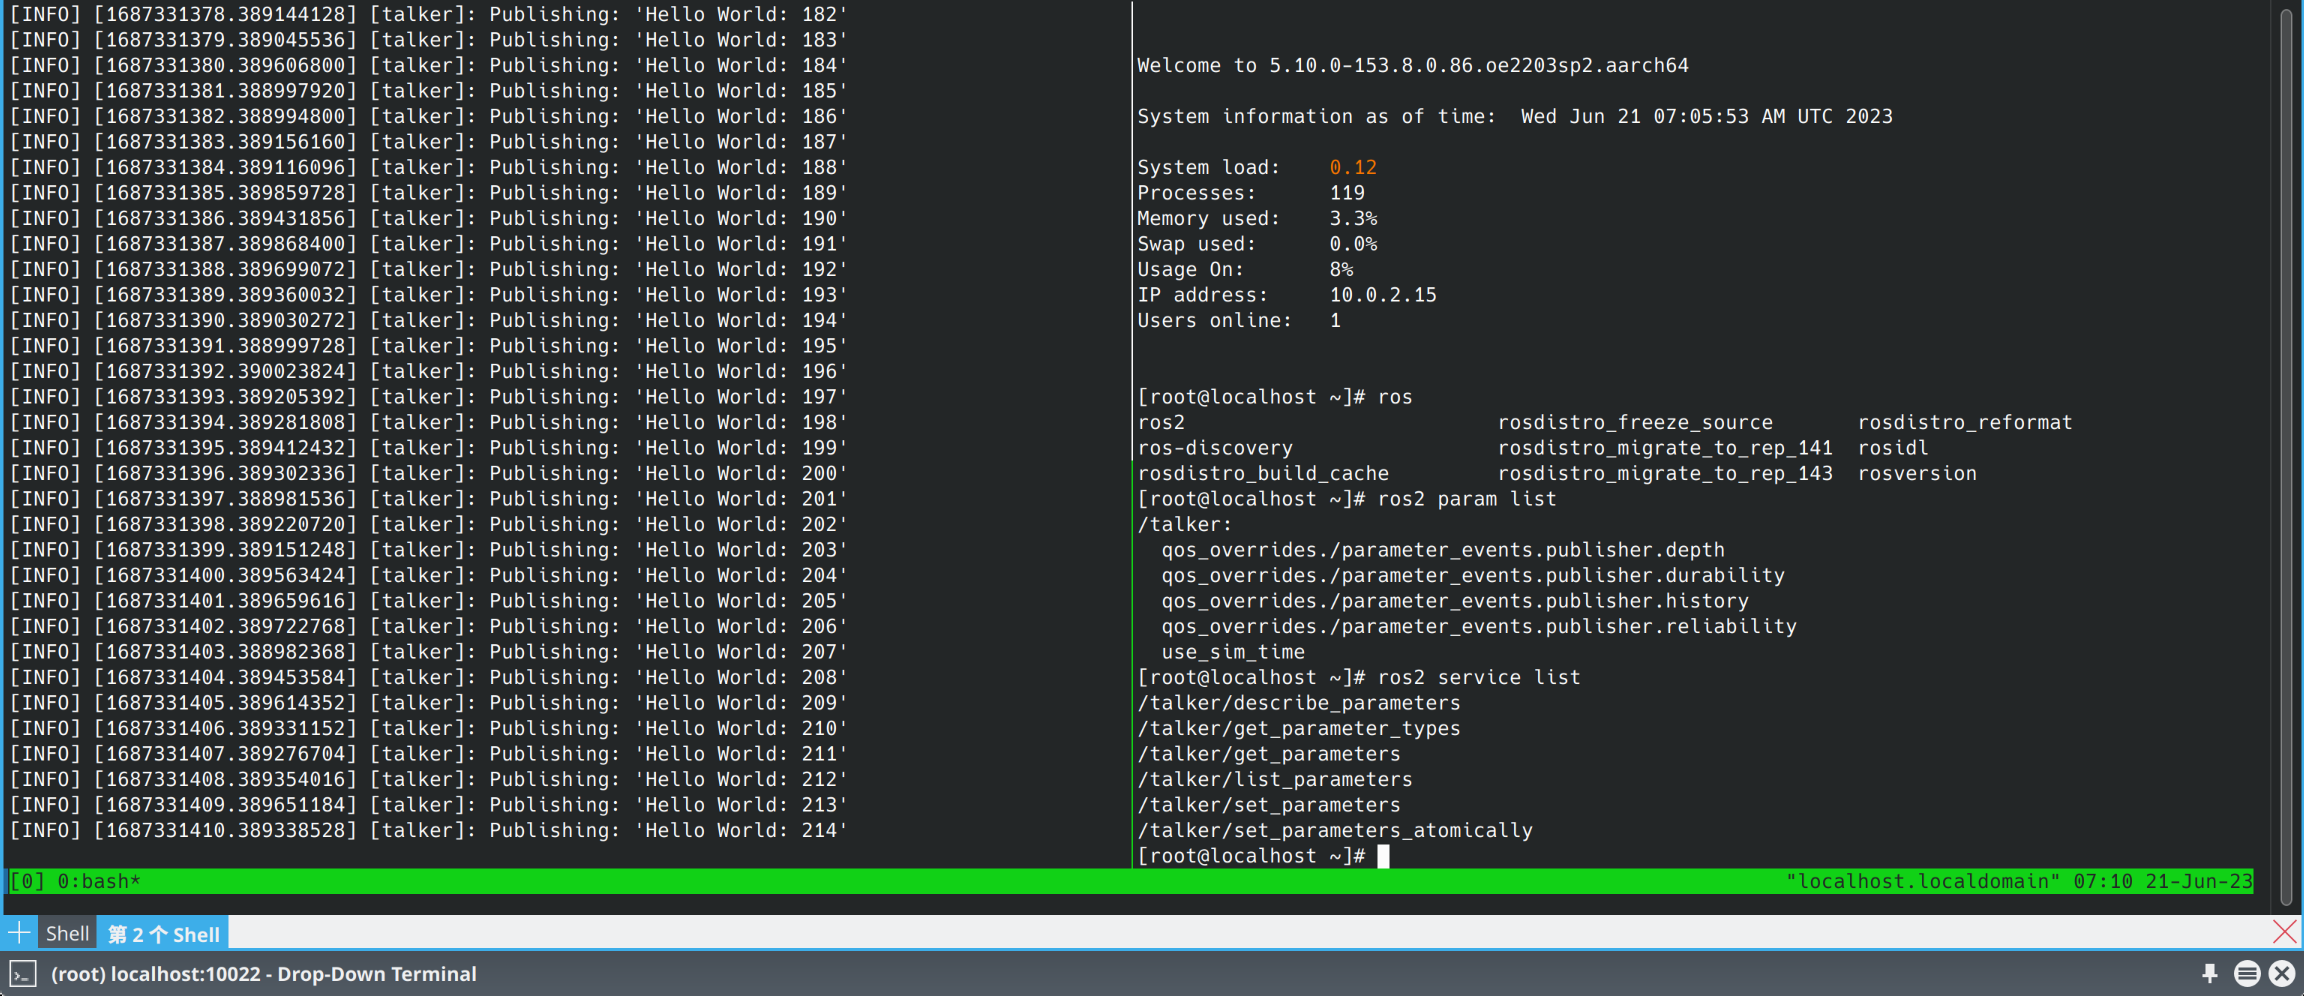 [INFO] [1687331378.389144128] [talker]: Publishing: 'Hello World: 182'
[INFO] [1687331379.389045536] [talker]: Publishing: 'Hello World: 183'
[INFO] [1687331380.389606800] [talker]: Publishing: 'Hello World: 184'
[INFO] [1687331381.388997920] [talker]: Publishing: 'Hello World: 185'
[INFO] [1687331382.388994800] [talker]: Publishing: 'Hello World: 186'
[INFO] [1687331383.389156160] [talker]: Publishing: 'Hello World: 187'
[INFO] [1687331384.389116096] [talker]: Publishing: 'Hello World: 188'
[INFO] [1687331385.389859728] [talker]: Publishing: 'Hello World: 189'
[INFO] [1687331386.389431856] [talker]: Publishing: 'Hello World: 190'
[INFO] [1687331387.389868400] [talker]: Publishing: 'Hello World: 191'
[INFO] [1687331388.389699072] [talker]: Publishing: 'Hello World: 192'
[INFO] [1687331389.389360032] [talker]: Publishing: 'Hello World: 193'
[INFO] [1687331390.389030272] [talker]: Publishing: 'Hello World: 194'
[INFO] [1687331391.388999728] [talker]: Publishing: 'Hello World: 195'
[INFO] [1687331392.390023824] [talker]: Publishing: 'Hello World: 196'
[INFO] [1687331393.389205392] [talker]: Publishing: 'Hello World: 197'
[INFO] [1687331394.389281808] [talker]: Publishing: 'Hello World: 198'
[INFO] [1687331395.389412432] [talker]: Publishing: 'Hello World: 199'
[INFO] [1687331396.389302336] [talker]: Publishing: 'Hello World: 200'
[INFO] [1687331397.388981536] [talker]: Publishing: 'Hello World: 201'
[INFO] [1687331398.389220720] [talker]: Publishing: 'Hello World: 202'
[INFO] [1687331399.389151248] [talker]: Publishing: 'Hello World: 203'
[INFO] [1687331400.389563424] [talker]: Publishing: 'Hello World: 204'
[INFO] [1687331401.389659616] [talker]: Publishing: 'Hello World: 205'
[INFO] [1687331402.389722768] [talker]: Publishing: 'Hello World: 206'
[INFO] [1687331403.388982368] [talker]: Publishing: 'Hello World: 207'
[INFO] [1687331404.389453584] [talker]: Publishing: 'Hello World: 208'
[INFO] [1687331405.389614352] [talker]: Publishing: 'Hello World: 209'
[INFO] [1687331406.389331152] [talker]: Publishing: 'Hello World: 210'
[INFO] [1687331407.389276704] [talker]: Publishing: 'Hello World: 211'
[INFO] [1687331408.389354016] [talker]: Publishing: 'Hello World: 212'
[INFO] [1687331409.389651184] [talker]: Publishing: 'Hello World: 213'
[INFO] [1687331410.389338528] [talker]: Publishing: 'Hello World: 214'
Welcome to 5.10.0-153.8.0.86.oe2203sp2.aarch64
System information as of time:  Wed Jun 21 07:05:53 AM UTC 2023
System load:    0.12
Processes:      119
Memory used:    3.3%
Swap used:      0.0%
Usage On:       8%
IP address:     10.0.2.15
Users online:   1
[root@localhost ~]# ros
ros2                          rosdistro_freeze_source       rosdistro_reformat
ros-discovery                 rosdistro_migrate_to_rep_141  rosidl
rosdistro_build_cache         rosdistro_migrate_to_rep_143  rosversion
[root@localhost ~]# ros2 param list
/talker:
  qos_overrides./parameter_events.publisher.depth
  qos_overrides./parameter_events.publisher.durability
  qos_overrides./parameter_events.publisher.history
  qos_overrides./parameter_events.publisher.reliability
  use_sim_time
[root@localhost ~]# ros2 service list
/talker/describe_parameters
/talker/get_parameter_types
/talker/get_parameters
/talker/list_parameters
/talker/set_parameters
/talker/set_parameters_atomically
[root@localhost ~]#
[0] 0:bash* "localhost.localdomain" 07:10 21-Jun-23
Shell 第 2 个 Shell
(root) localhost:10022 - Drop-Down Terminal